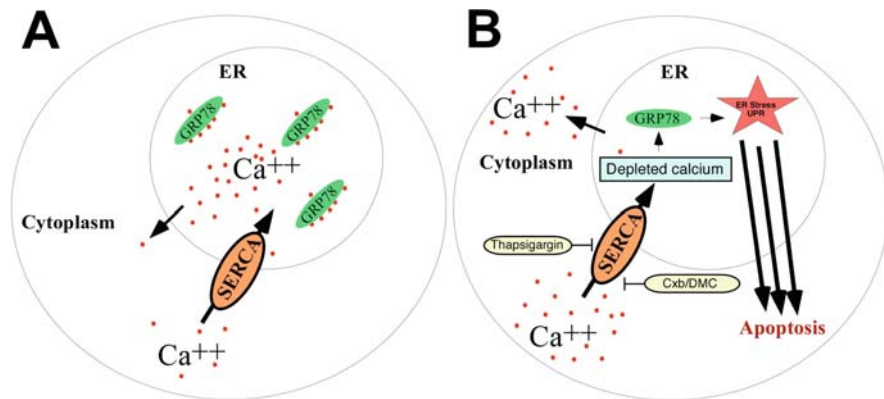 A
ER
GRP78
GRP78
Ca++
GRP78
Cytoplasm
SERCA
Ca++
B
ER
Ca++
GRP78
ER Stress
UPR
Cytoplasm
Depleted calcium
Thapsigargin
SERCA
Cxb/DMC
Ca++
Apoptosis